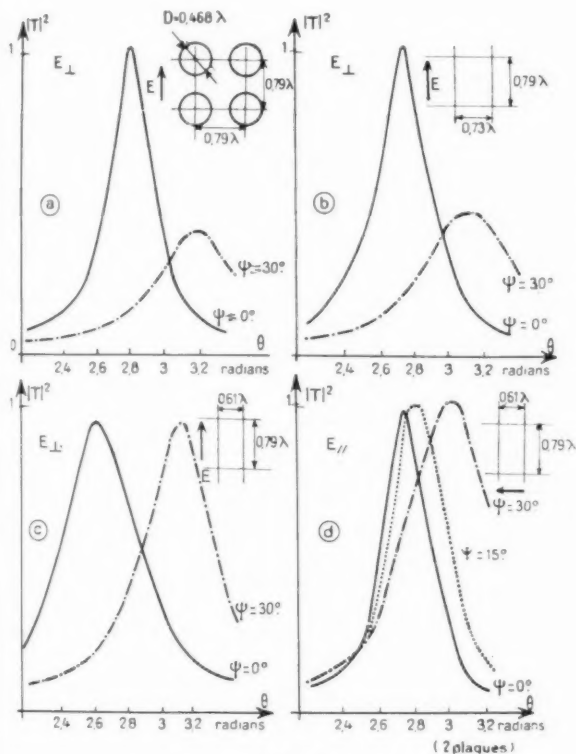 |T|²
1
E⊥
D=0,468 λ
E
0,79λ
0,79λ
a
ψ=30°
ψ=0°
0
2,4 2,6 2,8 3 3,2 radians
θ
|T|²
1
E⊥
E
0,79λ
0,73λ
b
ψ=30°
ψ=0°
2,4 2,6 2,8 3 3,2 radians
θ
|T|²
1
E⊥
0,61λ
0,79λ
E
c
ψ=30°
ψ=0°
2,4 2,6 2,8 3 3,2 radians
θ
|T|²
1
E//
0,61λ
0,79λ
ψ=30°
d
ψ=15°
ψ=0°
2,4 2,6 2,8 3 3,2 radians
θ
(2 plaques)